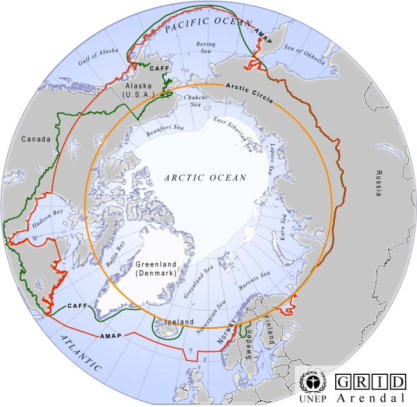 PACIFIC OCEAN
AMAP
Gulf of Alaska
Bering
Sea
Sea of Okhotsk
CAFF
Alaska
(U.S.A.)
Arctic Circle
Chukchi
Sea
Beaufort Sea
East Siberian Sea
Canada
Laptev Sea
ARCTIC OCEAN
Russia
Hudson Bay
Kara Sea
Baffin Bay
Greenland
(Denmark)
Greenland Sea
Barents Sea
CAFF
Iceland
Norwegian Sea
AMAP
Norway
Sweden
Finland
ATLANTIC
UNEP
GRID
Arendal